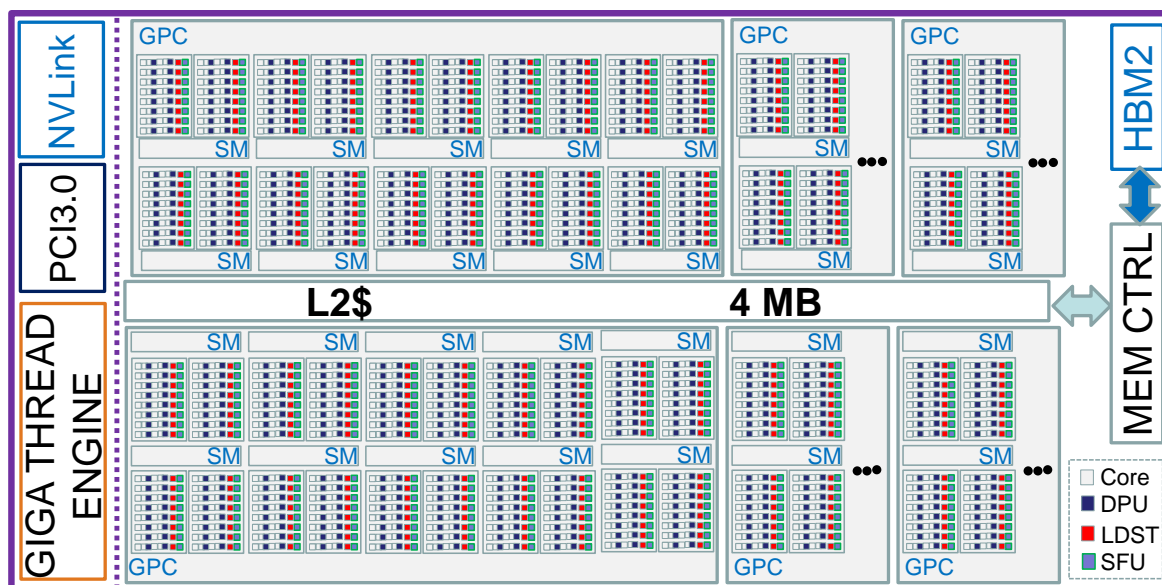 NVLink
PCI3.0
GIGA THREAD
ENGINE
GPC
SM SM SM SM SM
SM SM SM SM SM
GPC
SM
SM
•••
GPC
SM
SM
•••
L2$ 4 MB
SM SM SM SM SM
SM SM SM SM SM
GPC
SM
SM
•••
GPC
SM
SM
•••
GPC
HBM2
MEM CTRL
Core
DPU
LDST
SFU